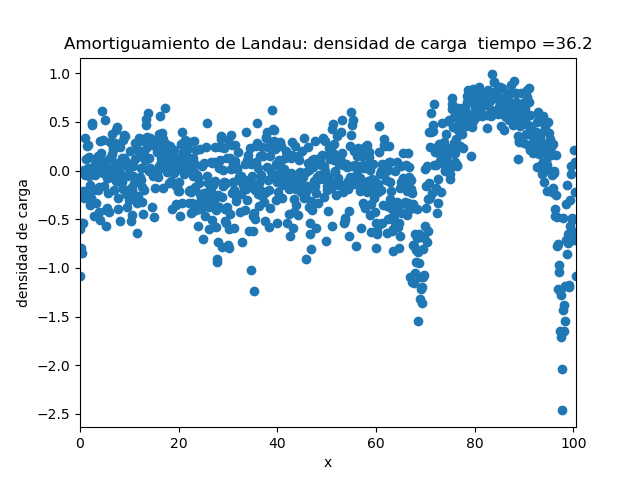 Amortiguamiento de Landau: densidad de carga  tiempo =36.2
1.0
0.5
0.0
−0.5
−1.0
−1.5
−2.0
−2.5
densidad de carga
0 20 40 60 80 100
x